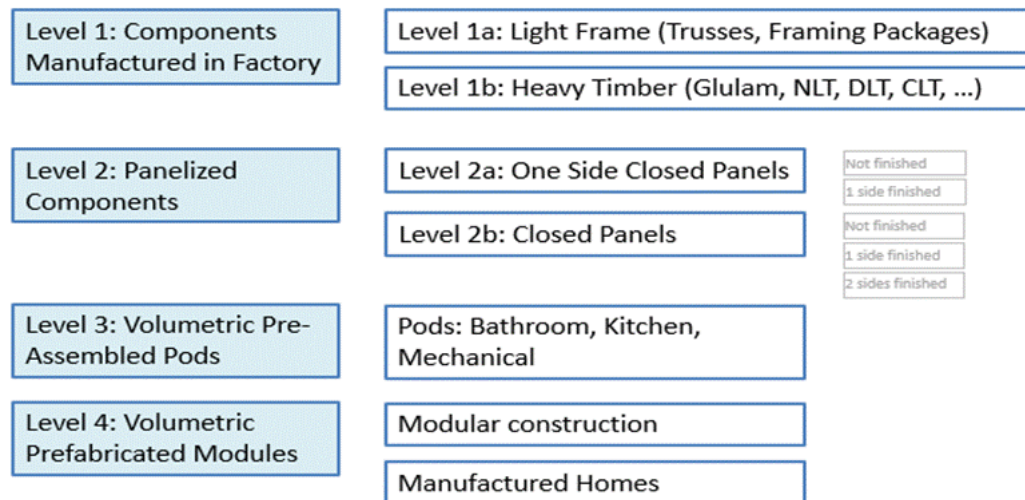 Level 1: Components
Manufactured in Factory
Level 1a: Light Frame (Trusses, Framing Packages)
Level 1b: Heavy Timber (Glulam, NLT, DLT, CLT, ...)
Level 2: Panelized
Components
Level 2a: One Side Closed Panels
Not finished
1 side finished
Level 2b: Closed Panels
Not finished
1 side finished
2 sides finished
Level 3: Volumetric Pre-
Assembled Pods
Pods: Bathroom, Kitchen,
Mechanical
Level 4: Volumetric
Prefabricated Modules
Modular construction
Manufactured Homes